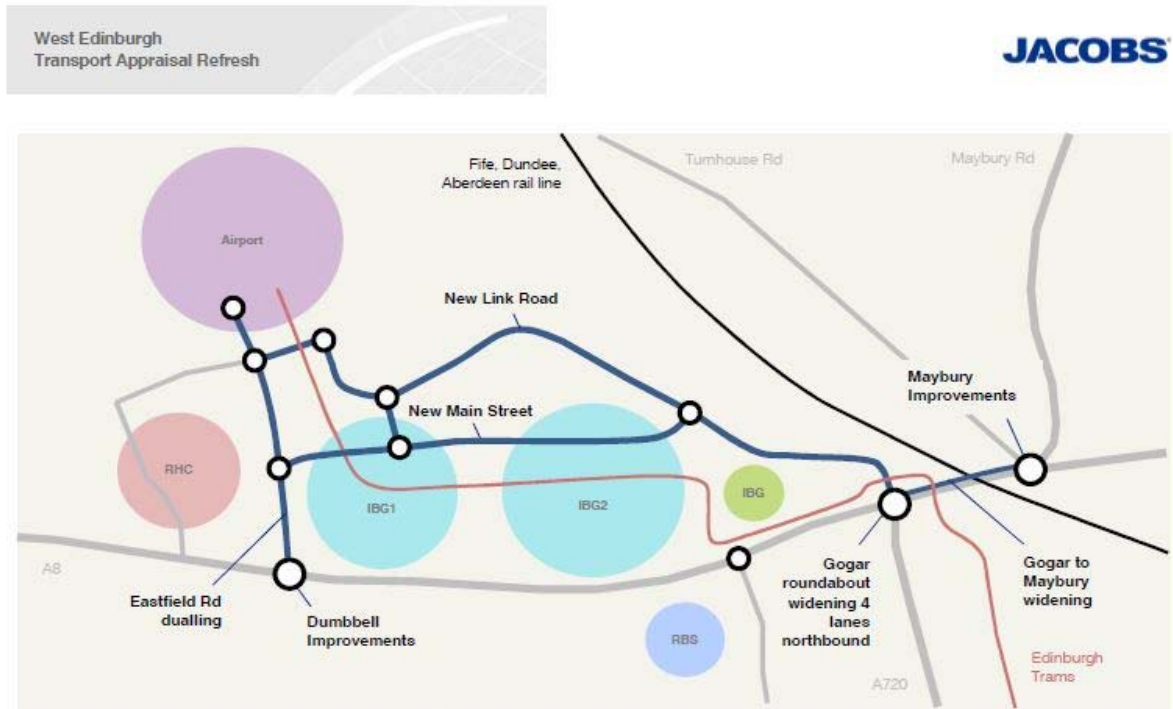 West Edinburgh
Transport Appraisal Refresh
JACOBS
Fife, Dundee,
Aberdeen rail line
Turnhouse Rd
Maybury Rd
Airport
New Link Road
Maybury
Improvements
New Main Street
RHC
IBG1
IBG2
IBG
A8
Eastfield Rd
dualling
Dumbbell
Improvements
RBS
Gogar
roundabout
widening 4
lanes
northbound
Gogar to
Maybury
widening
A720
Edinburgh
Trams